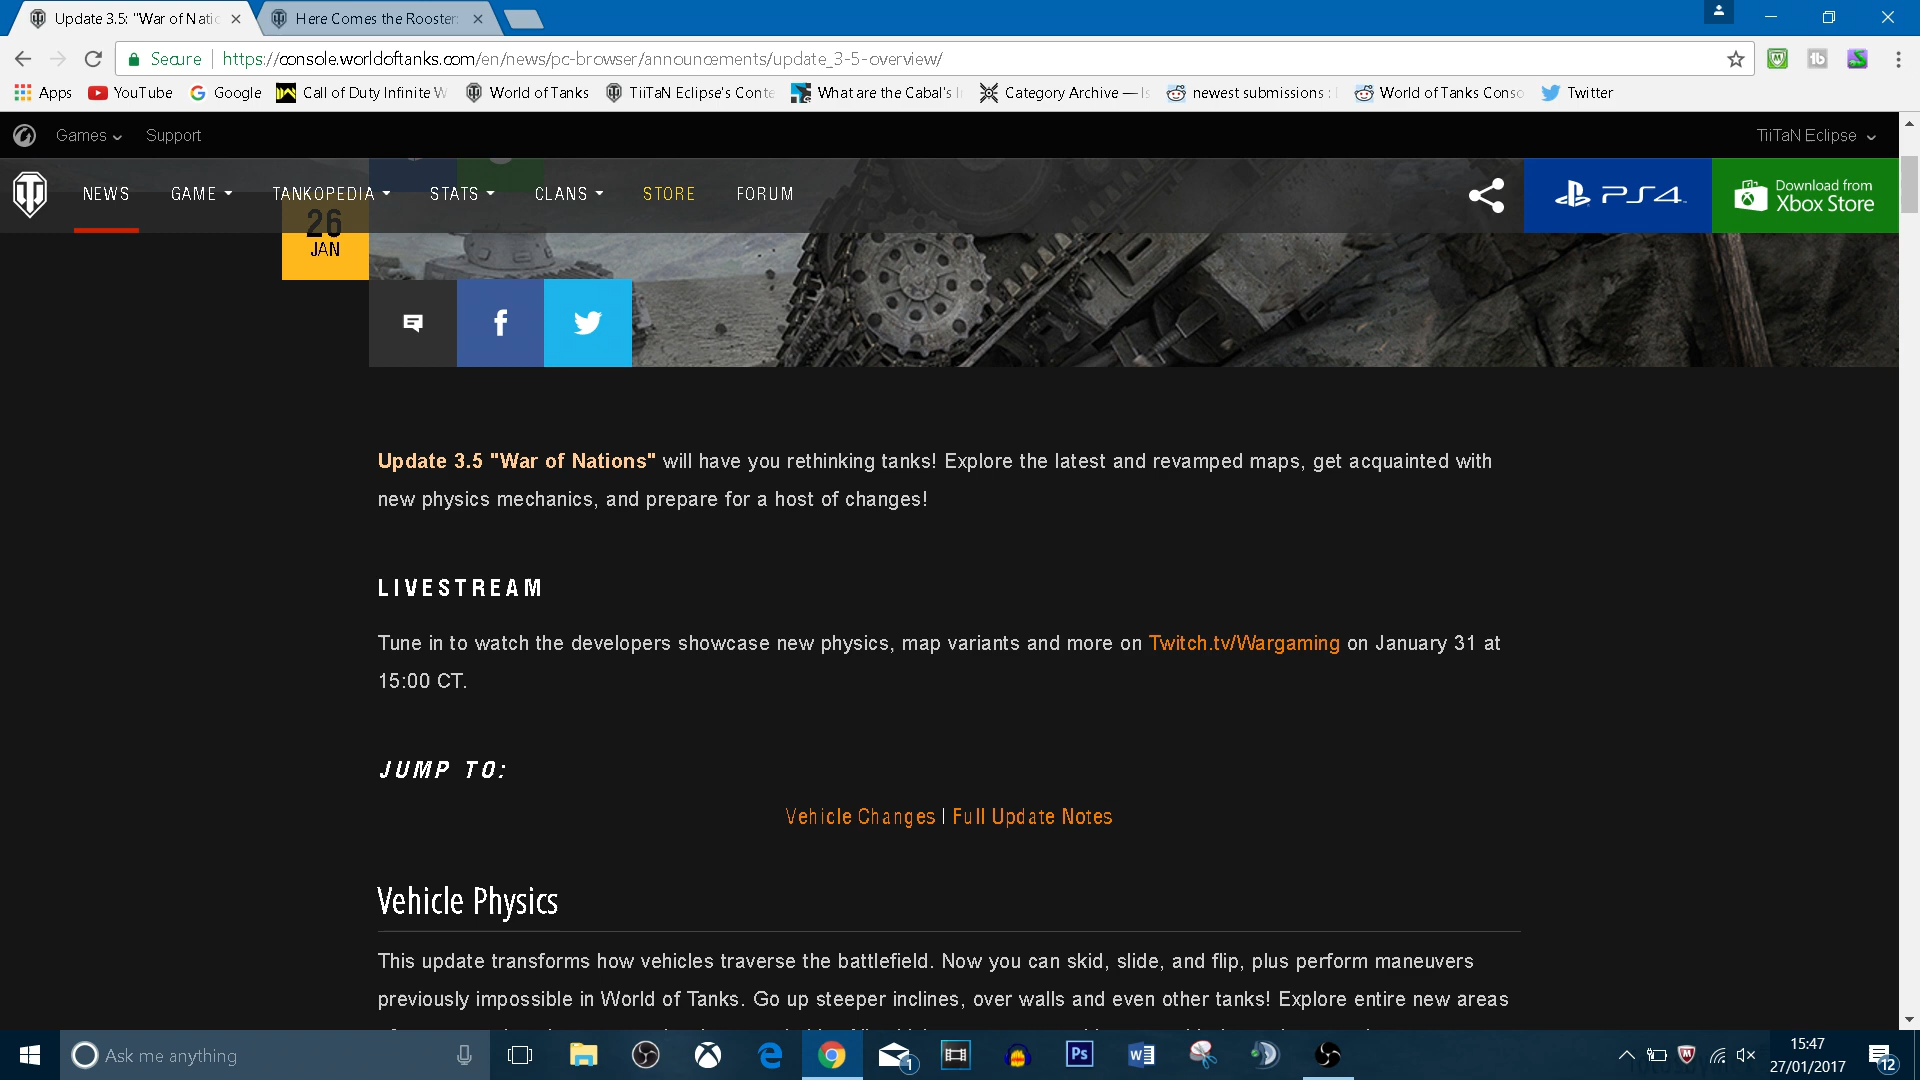 Update 3.5: "War of Natio
Here Comes the Rooster:
Secure
https://console.worldoftanks.com/en/news/pc-browser/announcements/update_3-5-overview/
Apps
YouTube
Google
Call of Duty Infinite W
World of Tanks
TiiTaN Eclipse's Conte
What are the Cabal's I
Category Archive — Is
newest submissions :
World of Tanks Conso
Twitter
Games
Support
TiiTaN Eclipse
NEWS
GAME
TANKOPEDIA
STATS
CLANS
STORE
FORUM
PS4
Download from
Xbox Store
26
JAN
Update 3.5 "War of Nations" will have you rethinking tanks! Explore the latest and revamped maps, get acquainted with
new physics mechanics, and prepare for a host of changes!
LIVESTREAM
Tune in to watch the developers showcase new physics, map variants and more on Twitch.tv/Wargaming on January 31 at
15:00 CT.
JUMP TO:
Vehicle Changes | Full Update Notes
Vehicle Physics
This update transforms how vehicles traverse the battlefield. Now you can skid, slide, and flip, plus perform maneuvers
previously impossible in World of Tanks. Go up steeper inclines, over walls and even other tanks! Explore entire new areas
Ask me anything
1
Ps
15:47
27/01/2017
12